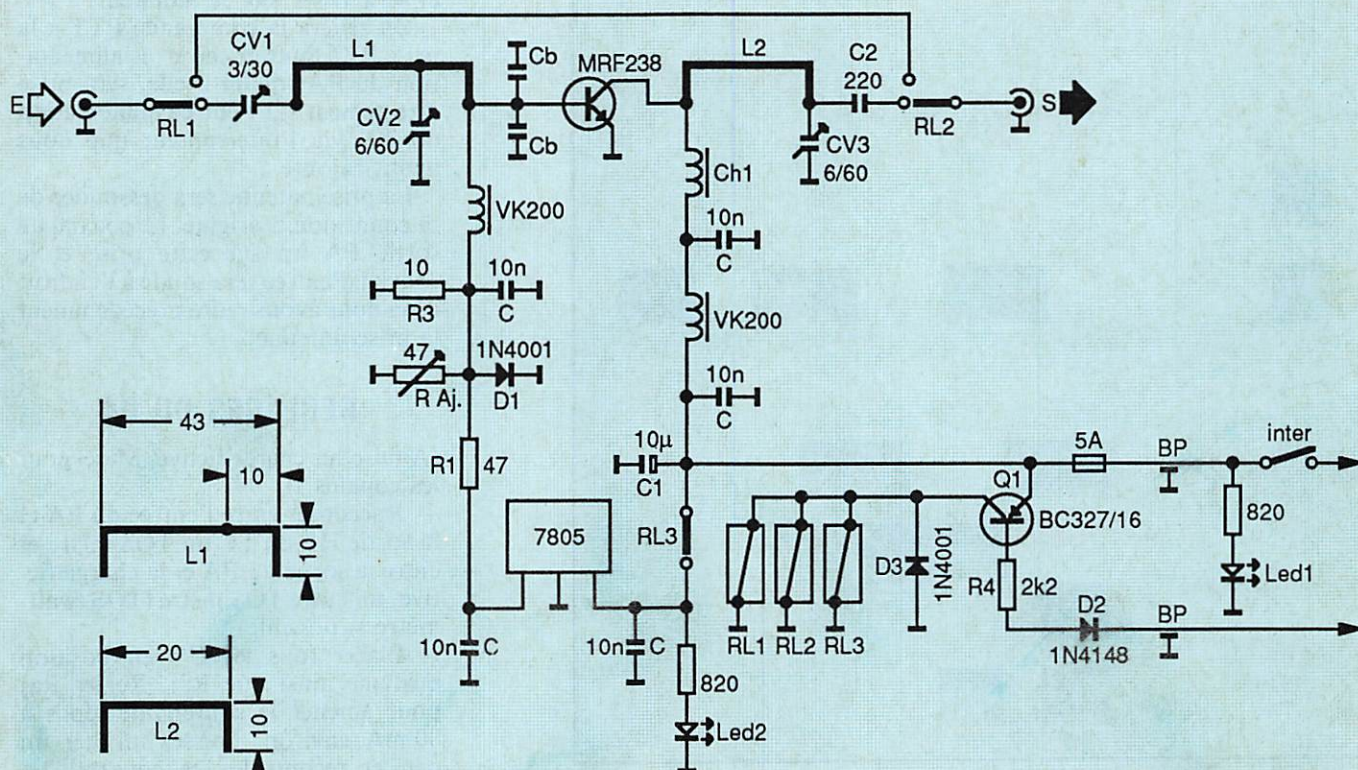 CV1
3/30
L1
Cb
MRF238
L2
C2
220
E
RL1
CV2
6/60
Cb
CV3
6/60
RL2
S
VK200
Ch1
10n
C
10
R3
10n
C
VK200
47
R Aj.
1N4001
D1
10n
C
43
10
L1
10
R1
47
10µ
C1
5A
BP
inter
Q1
BC327/16
820
7805
RL3
D3
1N4001
R4
2k2
Led1
D2
1N4148
BP
RL1
RL2
RL3
20
L2
10
10n
C
10n
C
820
Led2